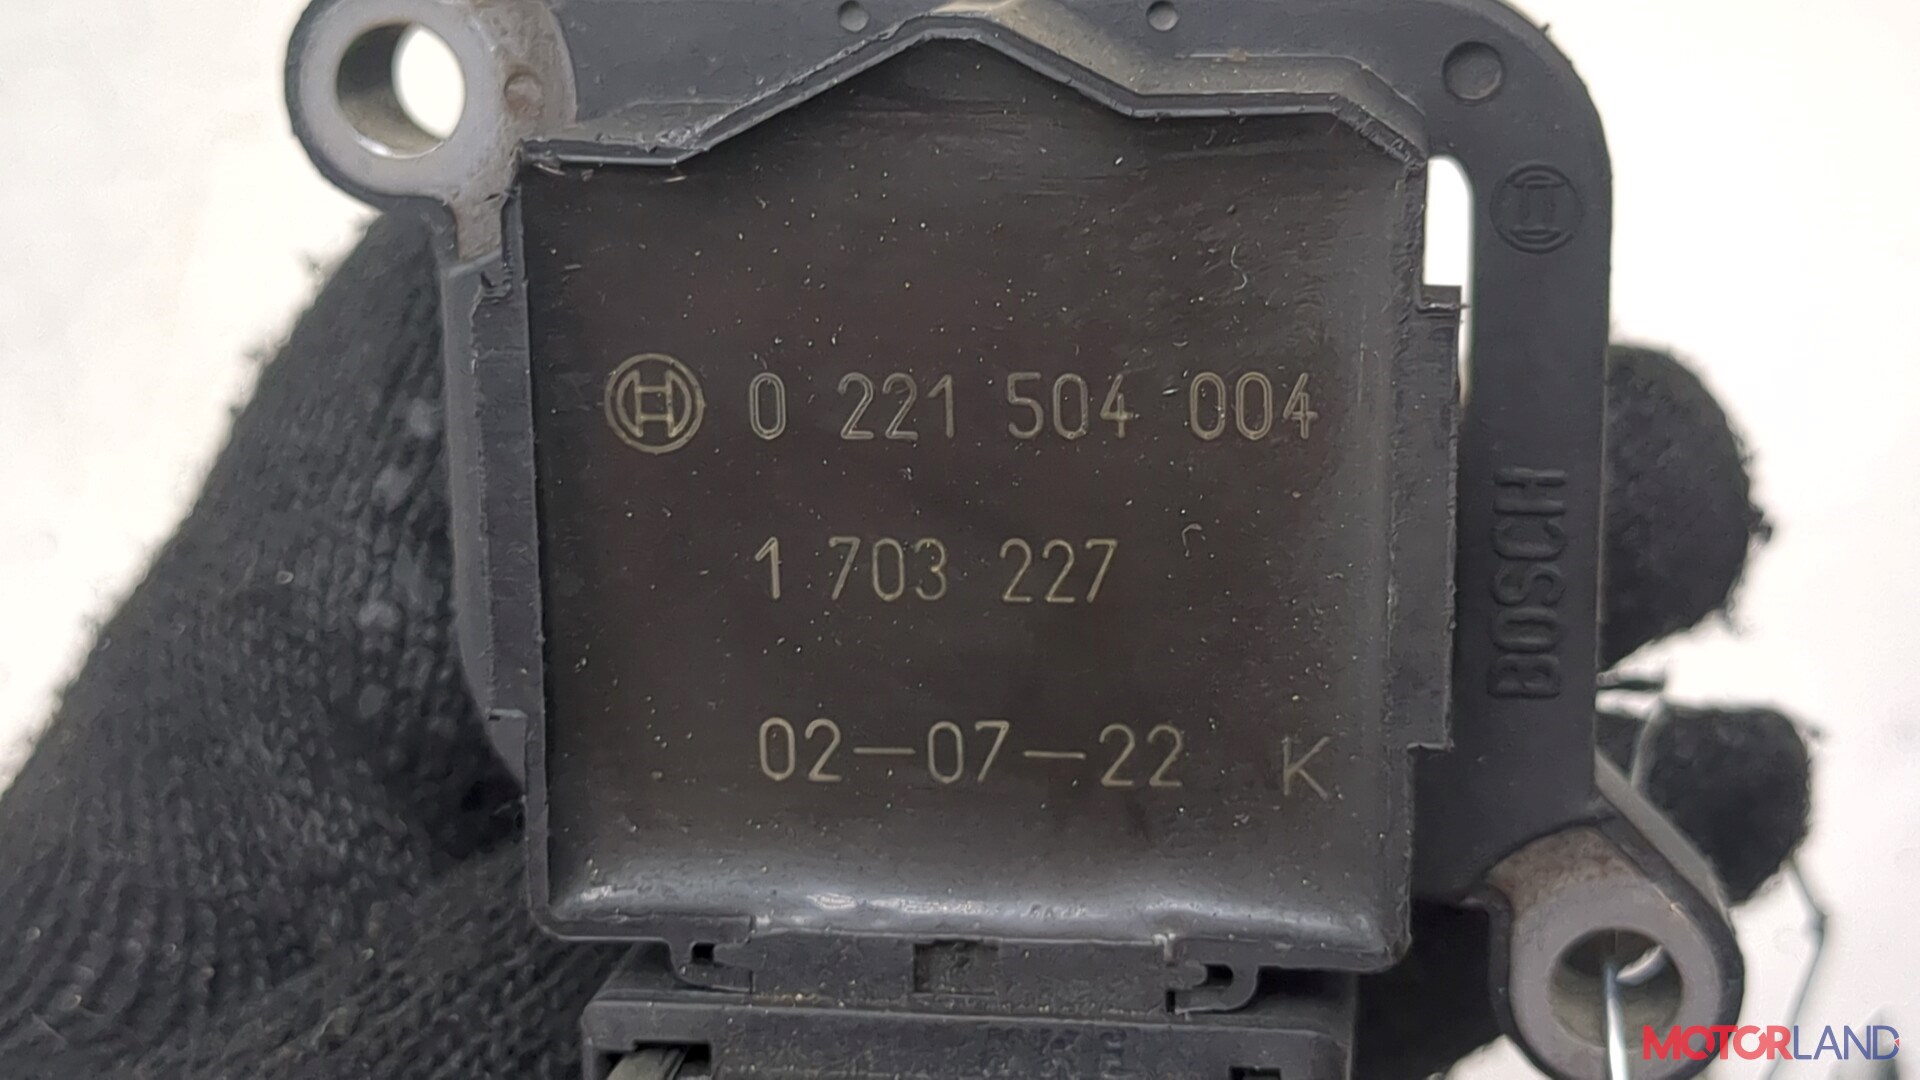 0 221 504 004
1 703 227
02-07-22 K
BOSCH
MOTORLAND